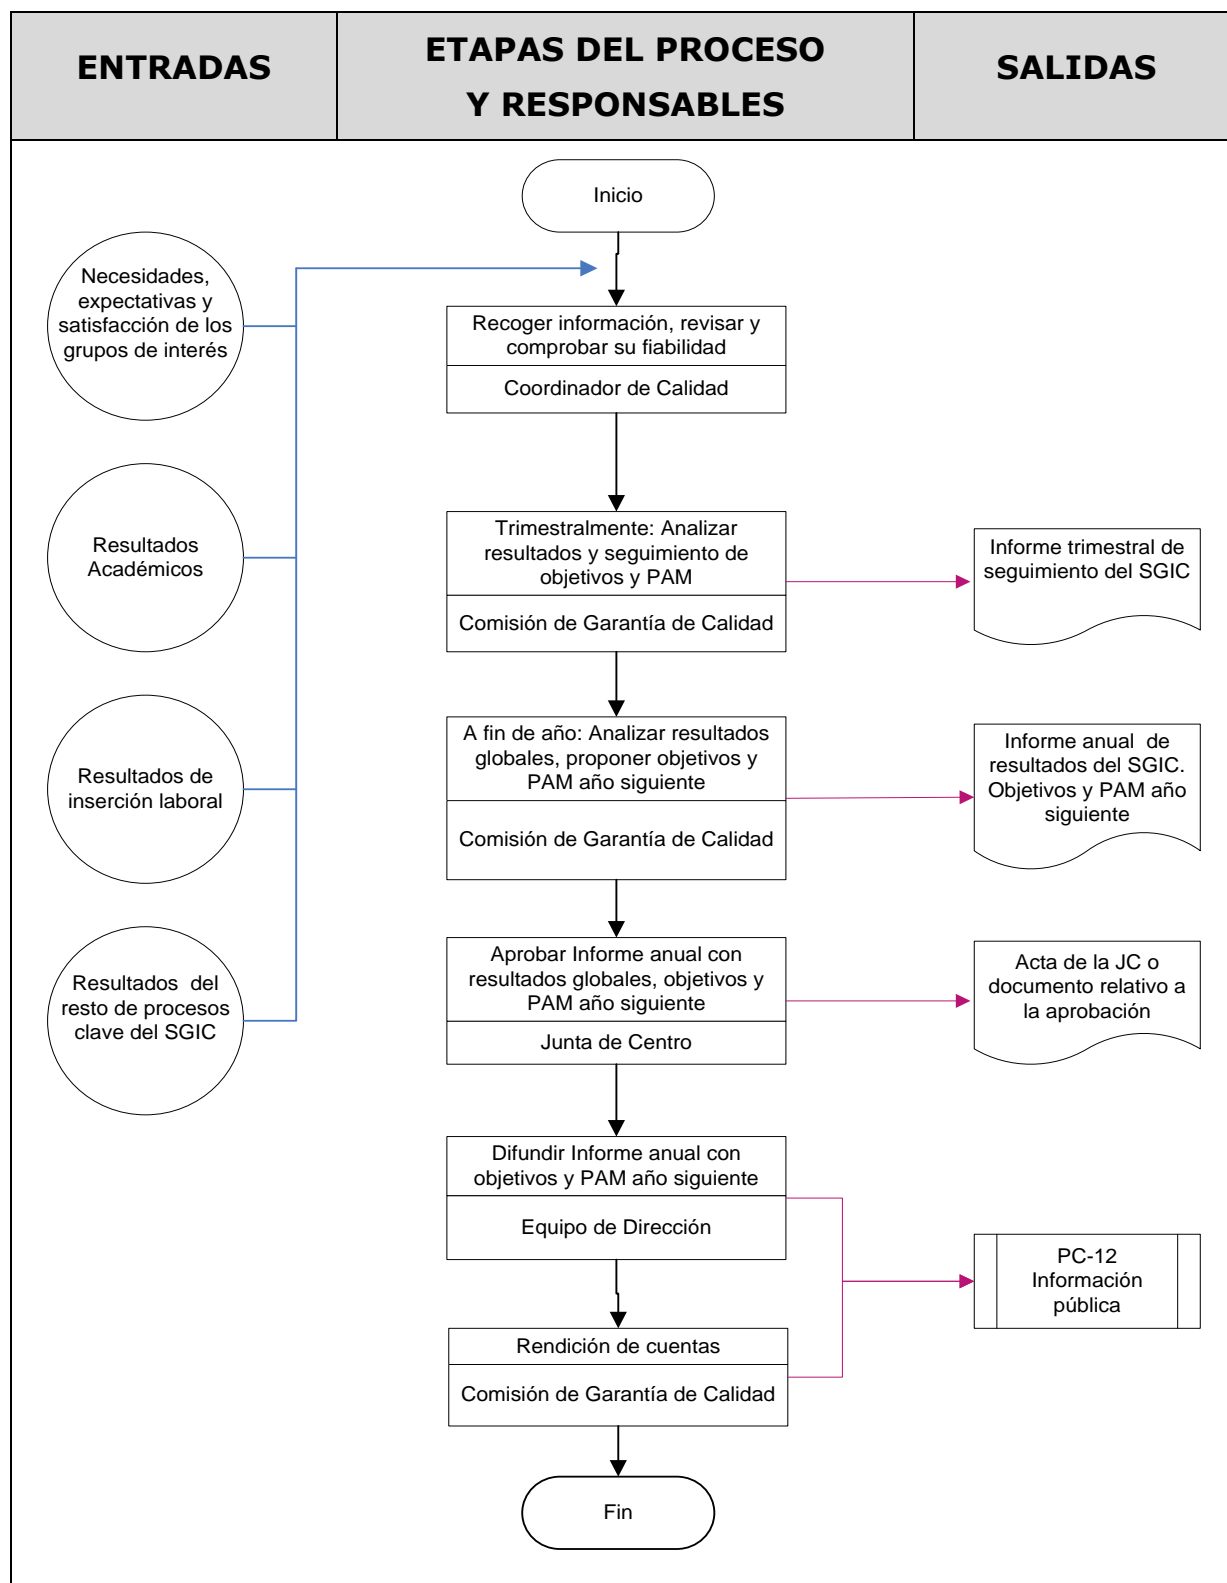 ENTRADAS
ETAPAS DEL PROCESO
Y RESPONSABLES
SALIDAS
Inicio
Necesidades,
expectativas y
satisfacción de los
grupos de interés
Recoger información, revisar y
comprobar su fiabilidad
Coordinador de Calidad
Resultados
Académicos
Trimestralmente: Analizar
resultados y seguimiento de
objetivos y PAM
Comisión de Garantía de Calidad
Informe trimestral de
seguimiento del SGIC
Resultados de
inserción laboral
A fin de año: Analizar resultados
globales, proponer objetivos y
PAM año siguiente
Comisión de Garantía de Calidad
Informe anual  de
resultados del SGIC.
Objetivos y PAM año
siguiente
Resultados  del
resto de procesos
clave del SGIC
Aprobar Informe anual con
resultados globales, objetivos y
PAM año siguiente
Junta de Centro
Acta de la JC o
documento relativo a
la aprobación
Difundir Informe anual con
objetivos y PAM año siguiente
Equipo de Dirección
PC-12
Información
pública
Rendición de cuentas
Comisión de Garantía de Calidad
Fin